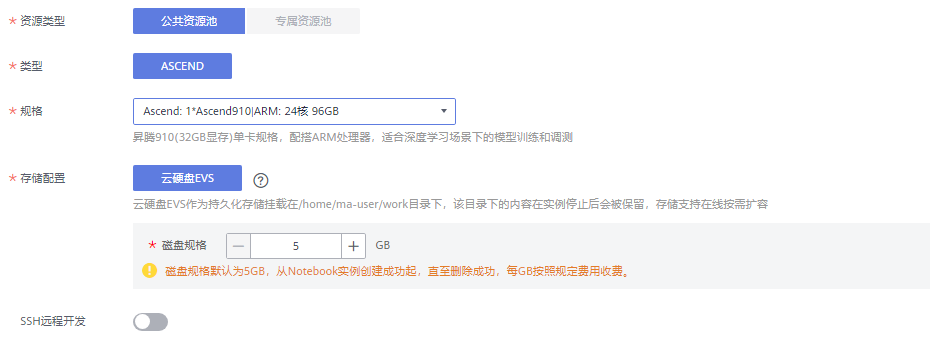 * 资源类型 公共资源池 专属资源池
* 类型 ASCEND
* 规格 Ascend: 1*Ascend910|ARM: 24核 96GB
昇腾910(32GB显存)单卡规格，配搭ARM处理器，适合深度学习场景下的模型训练和调测
* 存储配置 云硬盘EVS ?
云硬盘EVS作为持久化存储挂载在/home/ma-user/work目录下，该目录下的内容在实例停止后会被保留，存储支持在线按需扩容
* 磁盘规格 — 5 + GB
! 磁盘规格默认为5GB，从Notebook实例创建成功起，直至删除成功，每GB按照规定费用收费。
SSH远程开发